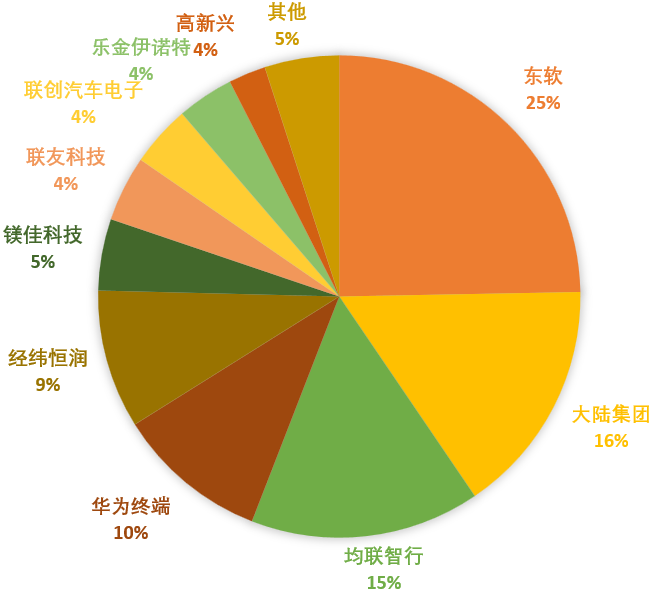 其他
5%
东软
25%
大陆集团
16%
均联智行
15%
华为终端
10%
经纬恒润
9%
镁佳科技
5%
联友科技
4%
联创汽车电子
4%
乐金伊诺特
4%
高新兴
4%